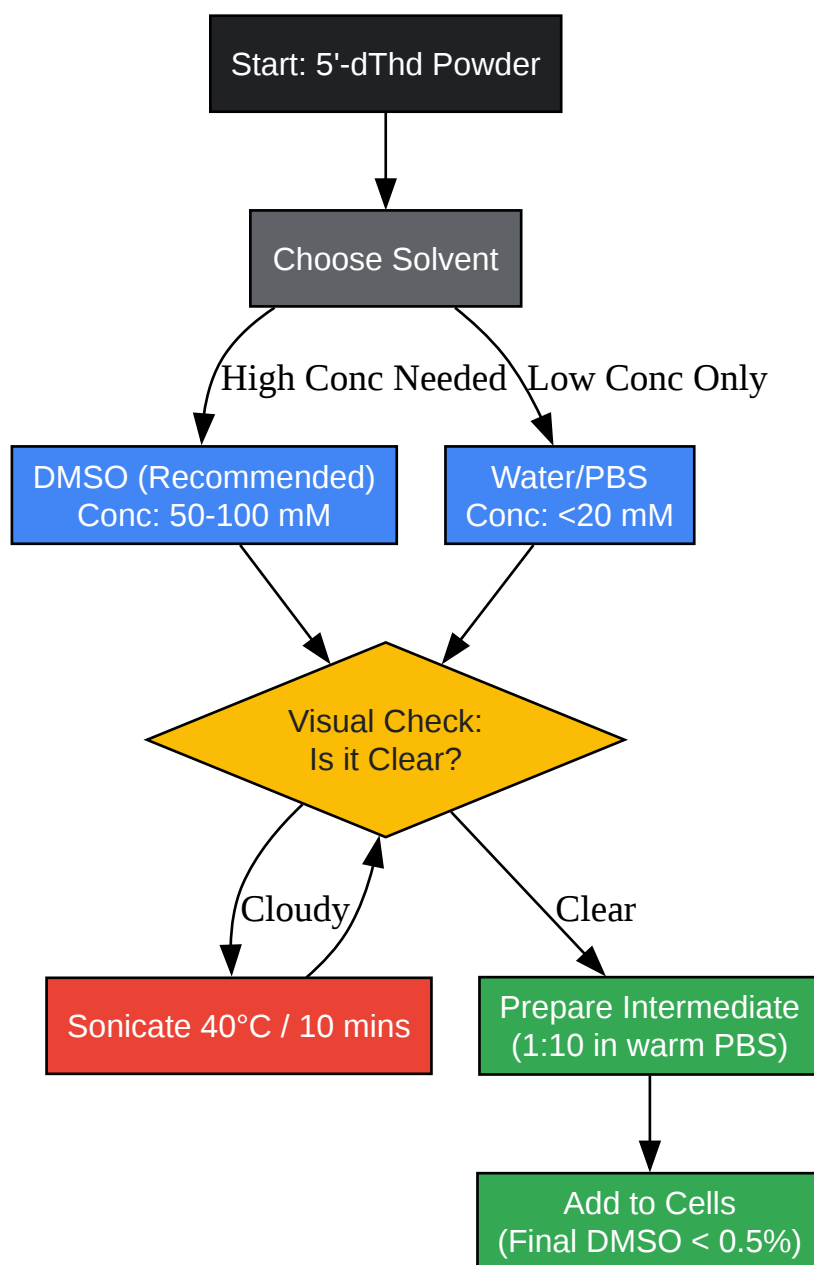 Start: 5'-dThd Powder
Choose Solvent
High Conc Needed
Low Conc Only
DMSO (Recommended)
Conc: 50-100 mM
Water/PBS
Conc: <20 mM
Visual Check:
Is it Clear?
Cloudy
Clear
Sonicate 40°C / 10 mins
Prepare Intermediate
(1:10 in warm PBS)
Add to Cells
(Final DMSO < 0.5%)